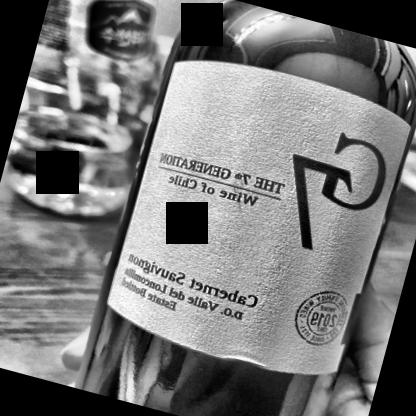 G7
THE 7th GENERATION
Wine of Chile
Cabernet Sauvignon
D.O. Valle del Loncomilla
Estate Bottled
2019